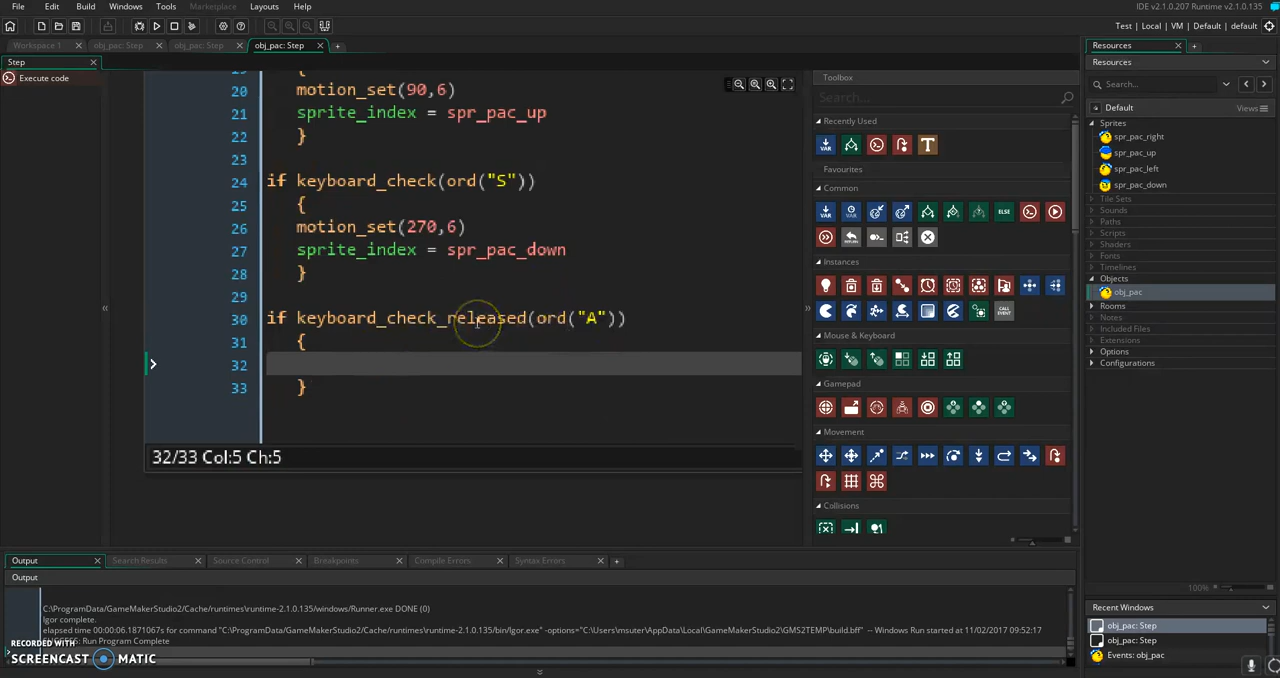 File Edit Build Windows Tools Marketplace Layouts Help
IDE v2.1.0.207 Runtime v2.1.0.135
Test | Local | VM | Default | default
Workspace 1
obj_pac: Step
obj_pac: Step
obj_pac: Step
Step
Execute code
19 {
20 motion_set(90,6)
21 sprite_index = spr_pac_up
22 }
23
24 if keyboard_check(ord("S"))
25 {
26 motion_set(270,6)
27 sprite_index = spr_pac_down
28 }
29
30 if keyboard_check_released(ord("A"))
31 {
32
33 }
32/33 Col:5 Ch:5
Toolbox
Search...
Recently Used
VAR
T
Favourites
Common
VAR
ELSE
RETURN
Instances
CALL EVENT
Mouse & Keyboard
Gamepad
Movement
Collisions
Resources
Resources
Search...
Default
Views
Sprites
spr_pac_right
spr_pac_up
spr_pac_left
spr_pac_down
Tile Sets
Sounds
Paths
Scripts
Shaders
Fonts
Timelines
Objects
obj_pac
Rooms
Notes
Included Files
Extensions
Options
Configurations
100%
Recent Windows
obj_pac: Step
obj_pac: Step
Events: obj_pac
Output
Search Results
Source Control
Breakpoints
Compile Errors
Syntax Errors
Output
C:\ProgramData/GameMakerStudio2/Cache/runtimes\runtime-2.1.0.135/windows/Runner.exe DONE (0)
Igor complete.
elapsed time 00:00:06.1871067s for command "C:\ProgramData/GameMakerStudio2/Cache/runtimes\runtime-2.1.0.135/bin/Igor.exe" -options="C:\Users\msuter\AppData\Local\GameMakerStudio2\GMS2TEMP\build.bff" -- Windows Run started at 11/02/2017 09:52:17
SUCCESS: Run Program Complete
RECORDED WITH
SCREENCAST MATIC